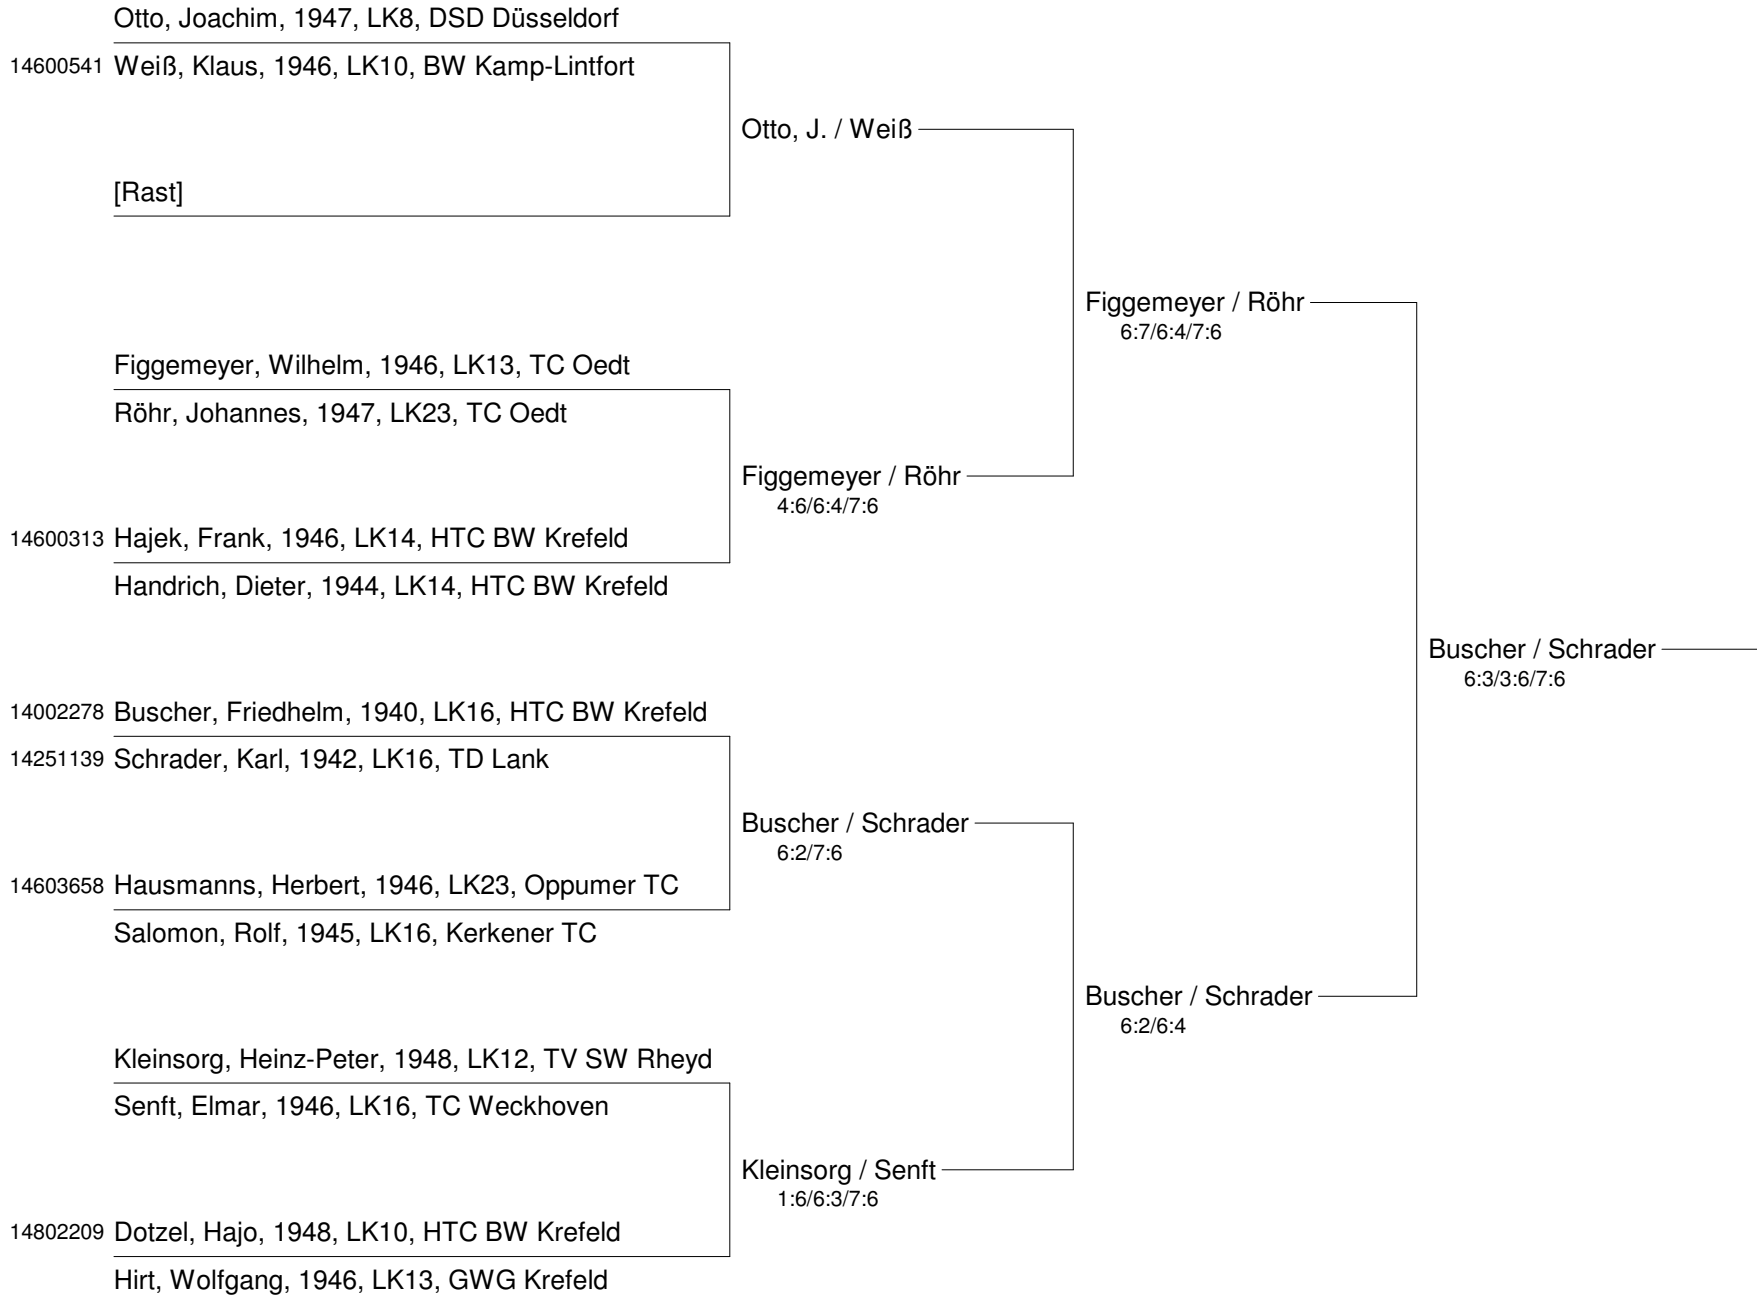 Otto, Joachim, 1947, LK8, DSD Düsseldorf
14600541 Weiß, Klaus, 1946, LK10, BW Kamp-Lintfort
Otto, J. / Weiß
[Rast]
Figgemeyer / Röhr
6:7/6:4/7:6
Figgemeyer, Wilhelm, 1946, LK13, TC Oedt
Röhr, Johannes, 1947, LK23, TC Oedt
Figgemeyer / Röhr
4:6/6:4/7:6
14600313 Hajek, Frank, 1946, LK14, HTC BW Krefeld
Handrich, Dieter, 1944, LK14, HTC BW Krefeld
Buscher / Schrader
6:3/3:6/7:6
14002278 Buscher, Friedhelm, 1940, LK16, HTC BW Krefeld
14251139 Schrader, Karl, 1942, LK16, TD Lank
Buscher / Schrader
6:2/7:6
14603658 Hausmanns, Herbert, 1946, LK23, Oppumer TC
Salomon, Rolf, 1945, LK16, Kerkener TC
Buscher / Schrader
6:2/6:4
Kleinsorg, Heinz-Peter, 1948, LK12, TV SW Rheyd
Senft, Elmar, 1946, LK16, TC Weckhoven
Kleinsorg / Senft
1:6/6:3/7:6
14802209 Dotzel, Hajo, 1948, LK10, HTC BW Krefeld
Hirt, Wolfgang, 1946, LK13, GWG Krefeld